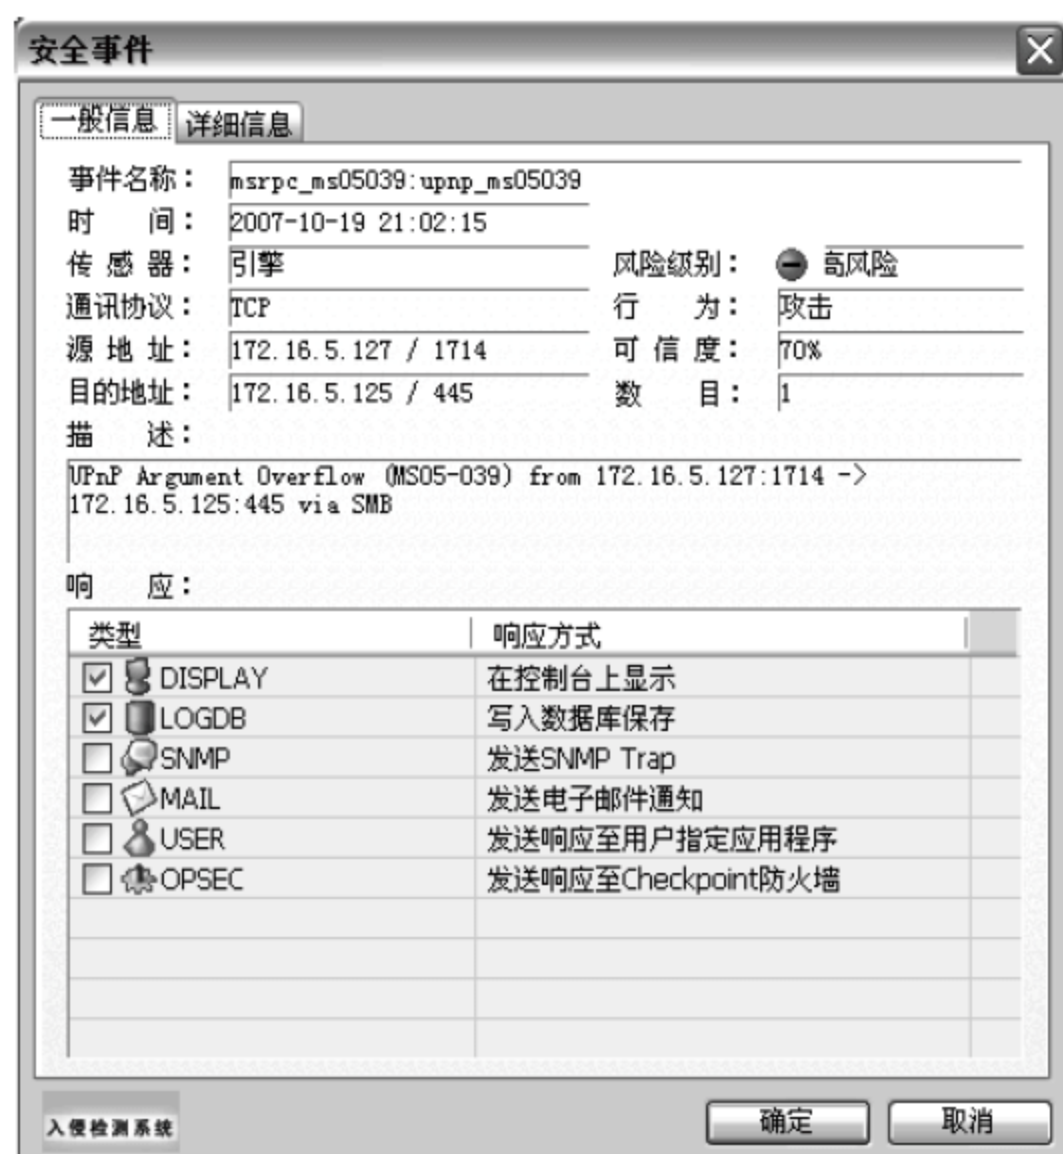 安全事件
一般信息 详细信息
事件名称： msrpc_ms05039:upnp_ms05039
时 间： 2007-10-19 21:02:15
传 感 器： 引擎 风险级别： 高风险
通讯协议： TCP 行 为： 攻击
源 地 址： 172.16.5.127 / 1714 可 信 度： 70%
目的地址： 172.16.5.125 / 445 数 目： 1
描 述：
UPnP Argument Overflow (MS05-039) from 172.16.5.127:1714 ->
172.16.5.125:445 via SMB
响 应：
类型 响应方式
DISPLAY 在控制台上显示
LOGDB 写入数据库保存
SNMP 发送SNMP Trap
MAIL 发送电子邮件通知
USER 发送响应至用户指定应用程序
OPSEC 发送响应至Checkpoint防火墙
入侵检测系统 确定 取消